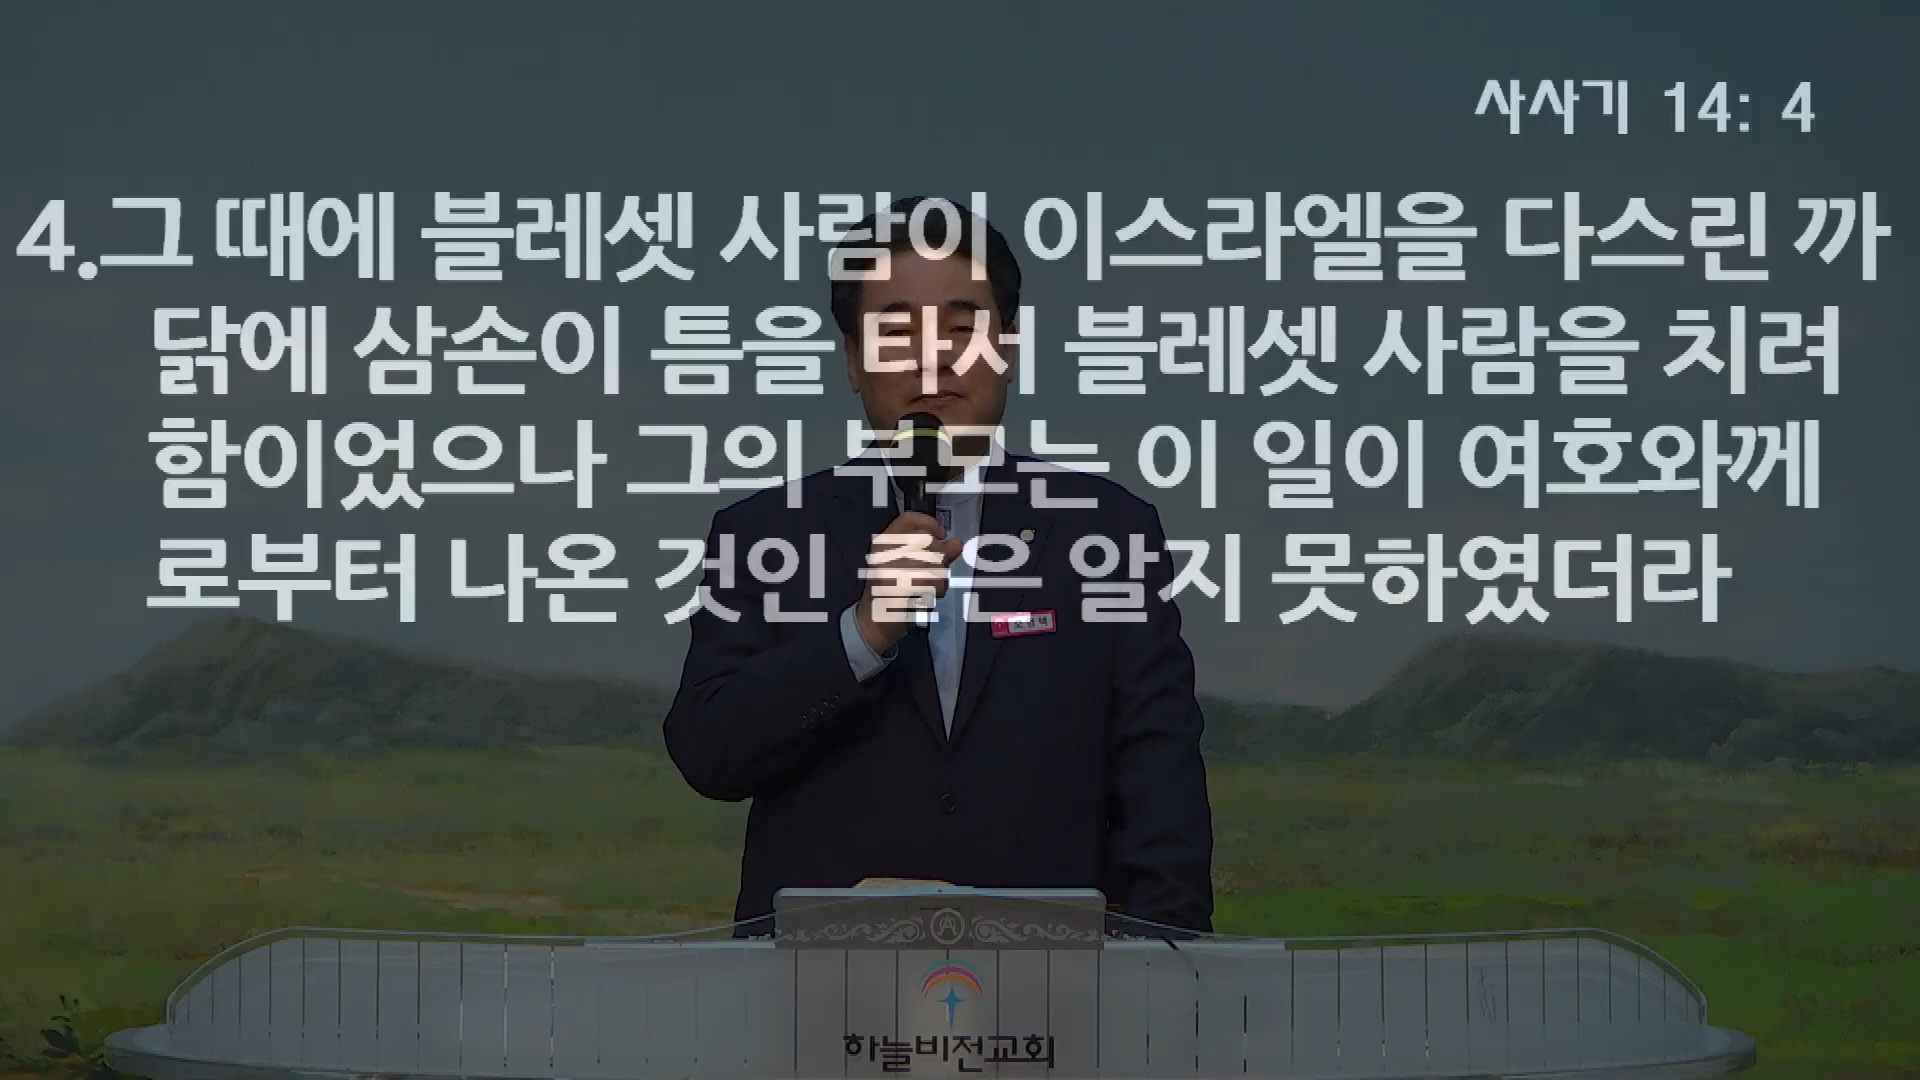 사사기 14: 4
4.그 때에 블레셋 사람이 이스라엘을 다스린 까
닭에 삼손이 틈을 타서 블레셋 사람을 치려
함이었으나 그의 부모는 이 일이 여호와께
로부터 나온 것인 줄은 알지 못하였더라
하늘비전교회